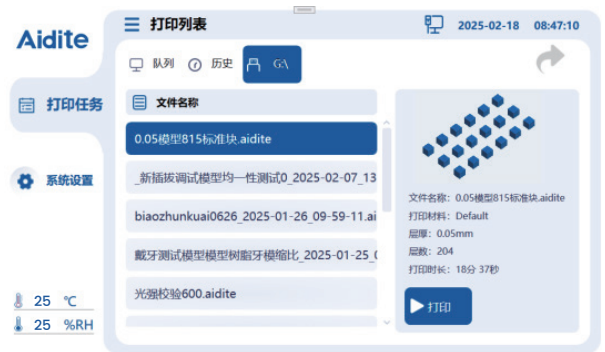 Aidite
打印列表
2025-02-18 08:47:10
队列 历史 G:\
打印任务
系统设置
文件名称
0.05模型815标准块.aidite
_新插拔调试模型均一性测试0_2025-02-07_13
biaozhunkuai0626_2025-01-26_09-59-11.ai
戴牙测试模型模型树脂牙模缩比_2025-01-25_(
光强校验600.aidite
文件名称: 0.05模型815标准块.aidite
打印材料: Default
层厚: 0.05mm
层数: 204
打印时长: 18分 37秒
打印
25 ℃
25 %RH